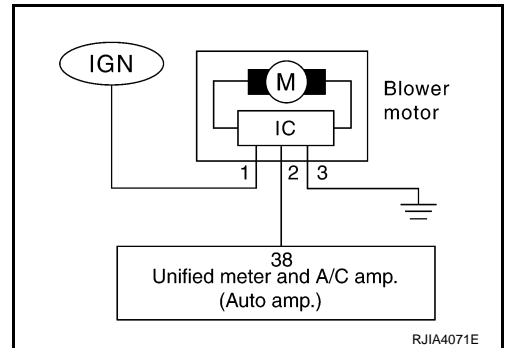 IGN
M
Blower
motor
IC
1 2 3
38
Unified meter and A/C amp.
(Auto amp.)
RJIA4071E